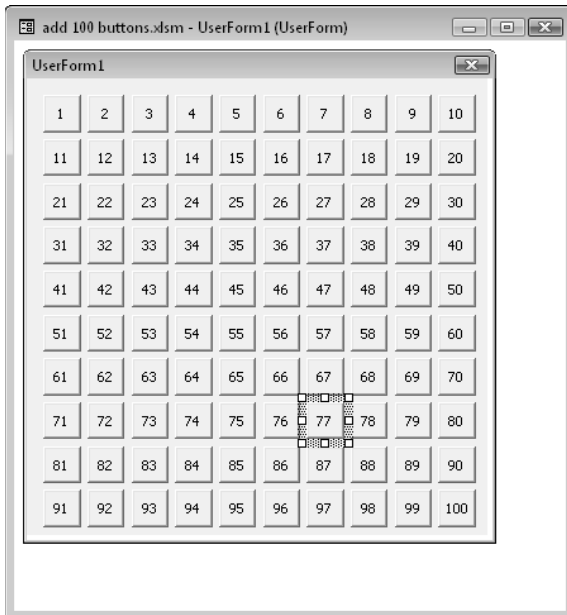 add 100 buttons.xlsm - UserForm1 (UserForm)
UserForm1
1 2 3 4 5 6 7 8 9 10
11 12 13 14 15 16 17 18 19 20
21 22 23 24 25 26 27 28 29 30
31 32 33 34 35 36 37 38 39 40
41 42 43 44 45 46 47 48 49 50
51 52 53 54 55 56 57 58 59 60
61 62 63 64 65 66 67 68 69 70
71 72 73 74 75 76 77 78 79 80
81 82 83 84 85 86 87 88 89 90
91 92 93 94 95 96 97 98 99 100